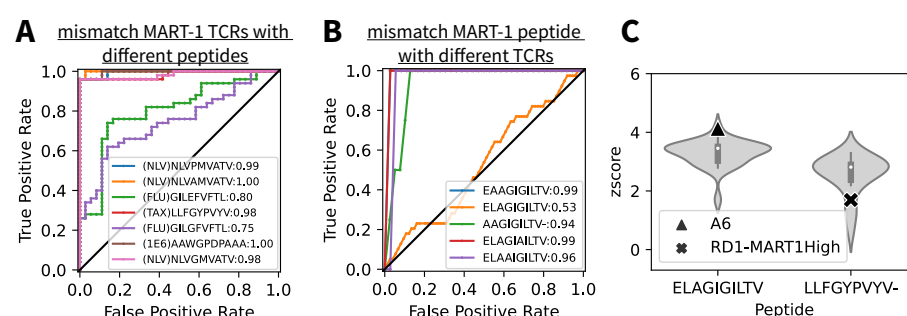 A
mismatch MART-1 TCRs with
different peptides
True Positive Rate
1.0
0.8
0.6
0.4
0.2
0.0
(NLV)NLVPMVATV:0.99
(NLV)NLVAMVATV:1.00
(FLU)GILEFVFTL:0.80
(TAX)LLFGYPVYV:0.98
(FLU)GILGFVFTL:0.75
(1E6)AAWGPDPAAA:1.00
(NLV)NLVGMVATV:0.98
0.0 0.2 0.4 0.6 0.8 1.0
False Positive Rate
B
mismatch MART-1 peptide
with different TCRs
True Positive Rate
1.0
0.8
0.6
0.4
0.2
0.0
EAAGIGILTV:0.99
ELAGIGILTV:0.53
AAGIGILTV-:0.94
ELAGIAILTV:0.99
ELAAIGILTV:0.96
0.0 0.2 0.4 0.6 0.8 1.0
False Positive Rate
C
zscore
6
4
2
0
A6
RD1-MART1High
ELAGIGILTV LLFGYPVYV-
Peptide